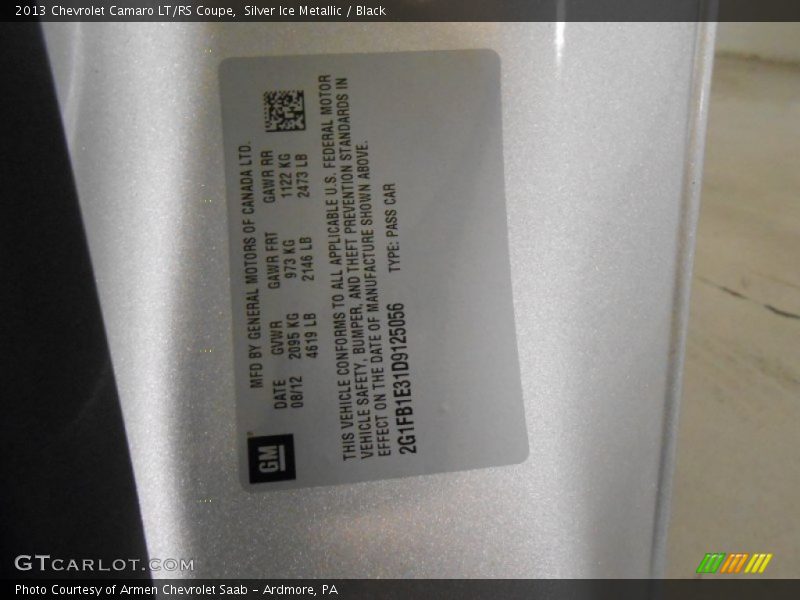 2013 Chevrolet Camaro LT/RS Coupe, Silver Ice Metallic / Black
MFD BY GENERAL MOTORS OF CANADA LTD.
DATE GVWR GAWR FRT GAWR RR
08/12 2095 KG 973 KG 1122 KG
4619 LB 2146 LB 2473 LB
THIS VEHICLE CONFORMS TO ALL APPLICABLE U.S. FEDERAL MOTOR
VEHICLE SAFETY, BUMPER, AND THEFT PREVENTION STANDARDS IN
EFFECT ON THE DATE OF MANUFACTURE SHOWN ABOVE.
2G1FB1E31D9125056 TYPE: PASS CAR
GM
GTCARLOT.COM
Photo Courtesy of Armen Chevrolet Saab - Ardmore, PA